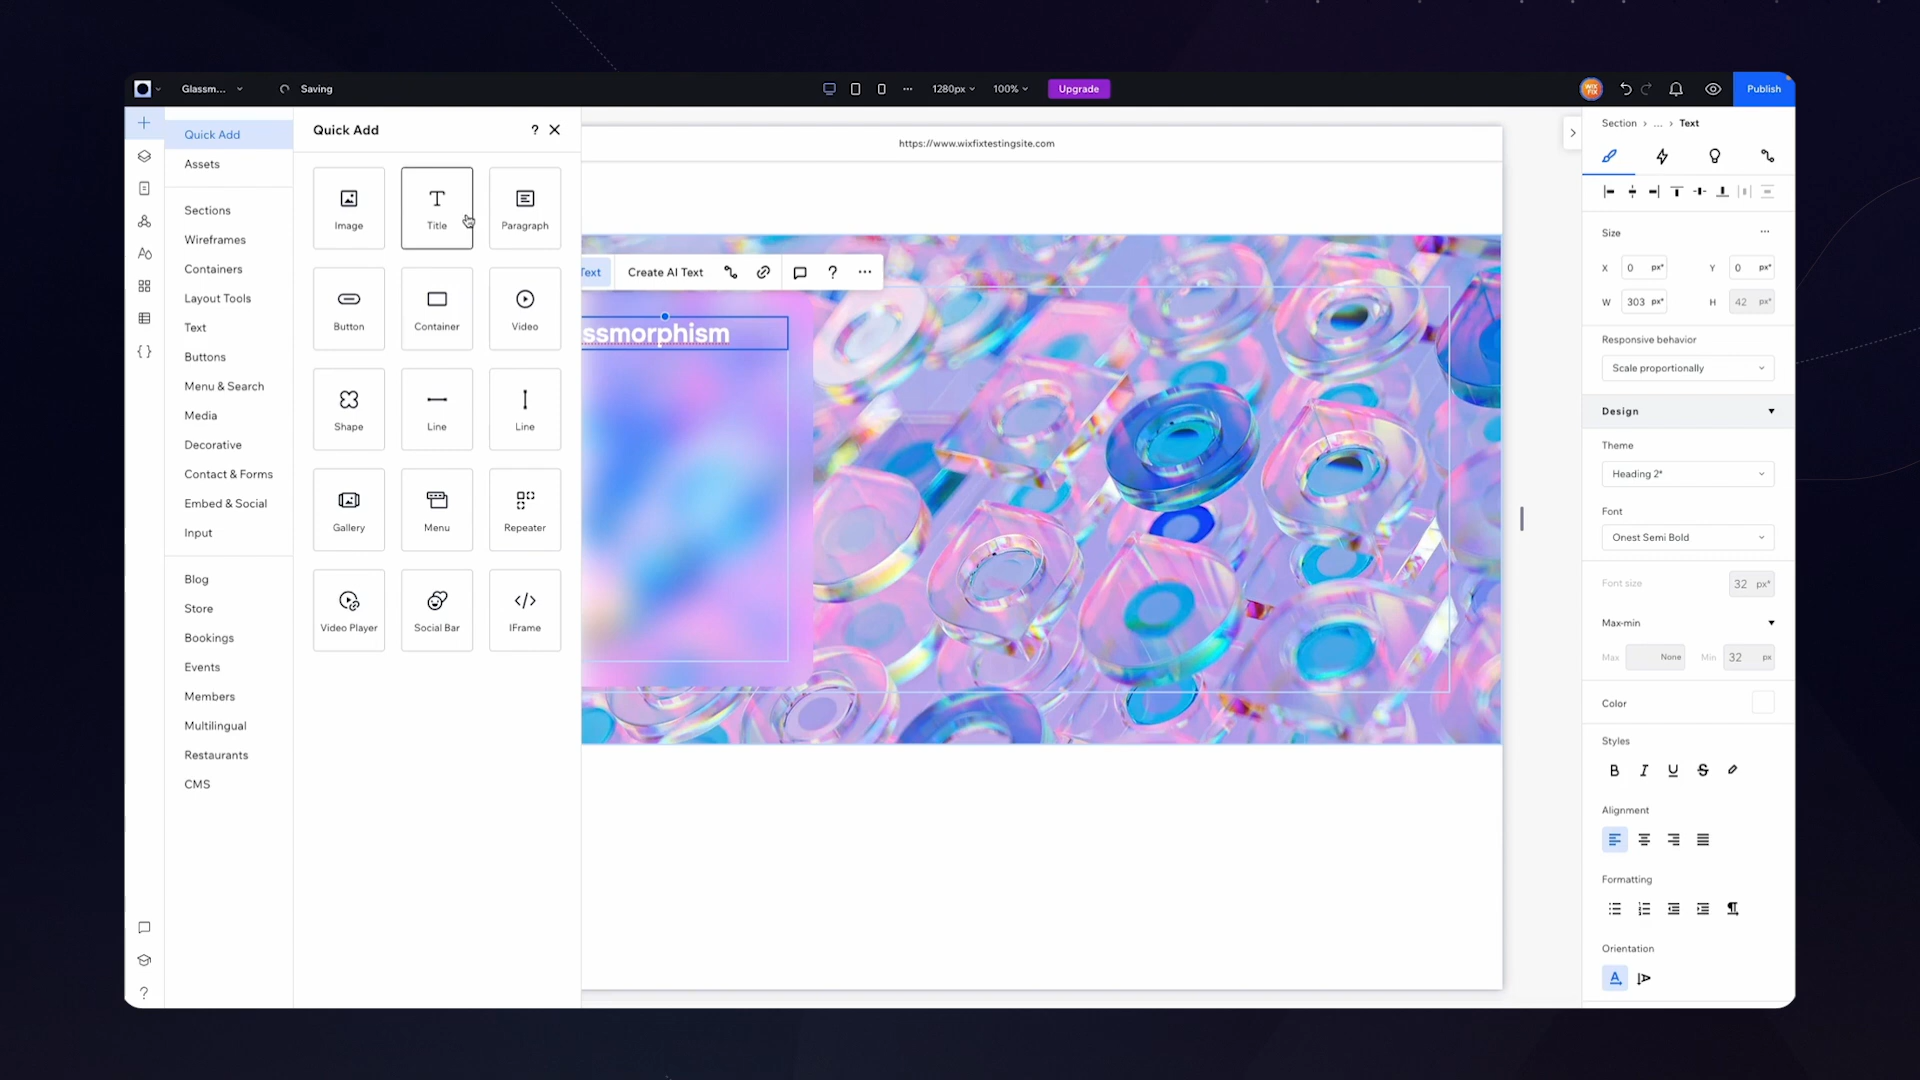 Glassm...
Saving
1280px
100%
Upgrade
WIX
FIX
Publish
Quick Add
Assets
Sections
Wireframes
Containers
Layout Tools
Text
Buttons
Menu & Search
Media
Decorative
Contact & Forms
Embed & Social
Input
Blog
Store
Bookings
Events
Members
Multilingual
Restaurants
CMS
Quick Add
?
Image
Title
Paragraph
Button
Container
Video
Shape
Line
Line
Gallery
Menu
Repeater
Video Player
Social Bar
IFrame
https://www.wixfixtestingsite.com
Text
Create AI Text
?
ssmorphism
Section > ... > Text
Size
X 0 px*
Y 0 px*
W 303 px*
H 42 px*
Responsive behavior
Scale proportionally
Design
Theme
Heading 2*
Font
Onest Semi Bold
Font size
32 px*
Max-min
Max None
Min 32 px
Color
Styles
B I U S
Alignment
Formatting
Orientation
?